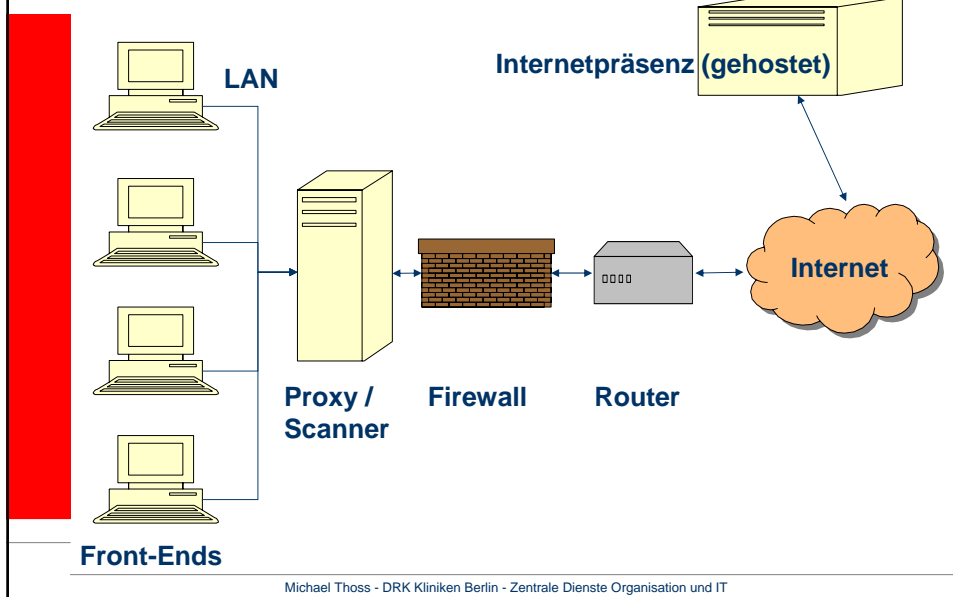 LAN
Internetpräsenz (gehostet)
Internet
Proxy /
Scanner
Firewall
Router
Front-Ends
Michael Thoss - DRK Kliniken Berlin - Zentrale Dienste Organisation und IT